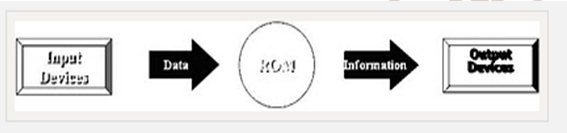 Input
Devices
Data
ROM
Information
Output
Devices